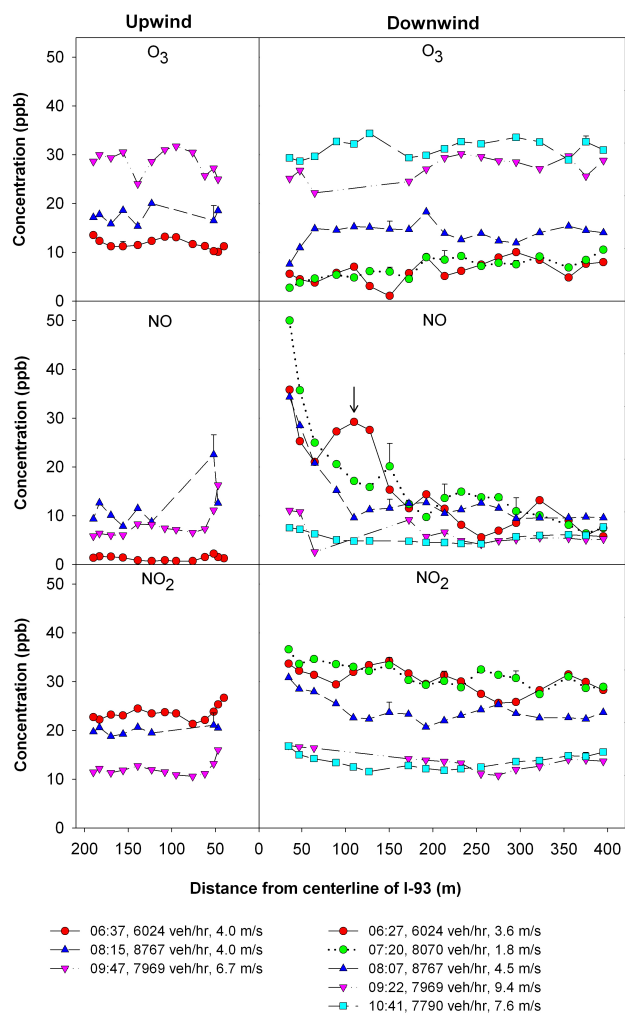 Upwind Downwind
O3 O3
50
40
30
20
10
0
Concentration (ppb)
NO NO
50
40
30
20
10
0
Concentration (ppb)
NO2 NO2
50
40
30
20
10
0
Concentration (ppb)
200 150 100 50 0 50 100 150 200 250 300 350 400
Distance from centerline of I-93 (m)
06:37, 6024 veh/hr, 4.0 m/s
08:15, 8767 veh/hr, 4.0 m/s
09:47, 7969 veh/hr, 6.7 m/s
06:27, 6024 veh/hr, 3.6 m/s
07:20, 8070 veh/hr, 1.8 m/s
08:07, 8767 veh/hr, 4.5 m/s
09:22, 7969 veh/hr, 9.4 m/s
10:41, 7790 veh/hr, 7.6 m/s